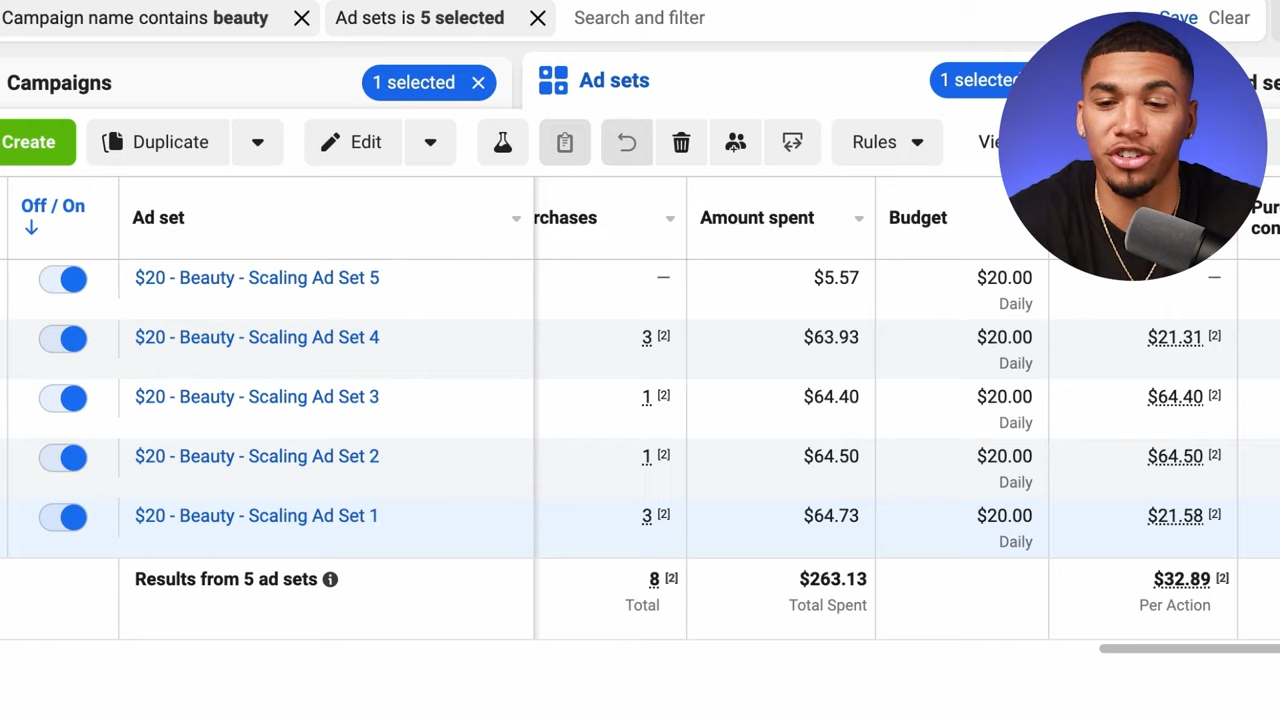 Campaign name contains beauty
Ad sets is 5 selected
Search and filter
Save Clear
Campaigns
1 selected
Ad sets
1 selected
Create
Duplicate
Edit
Rules
Off / On
Ad set
rchases
Amount spent
Budget
$20 - Beauty - Scaling Ad Set 5 — $5.57 $20.00 —
Daily
$20 - Beauty - Scaling Ad Set 4 3 [2] $63.93 $20.00 $21.31 [2]
Daily
$20 - Beauty - Scaling Ad Set 3 1 [2] $64.40 $20.00 $64.40 [2]
Daily
$20 - Beauty - Scaling Ad Set 2 1 [2] $64.50 $20.00 $64.50 [2]
Daily
$20 - Beauty - Scaling Ad Set 1 3 [2] $64.73 $20.00 $21.58 [2]
Daily
Results from 5 ad sets 8 [2] $263.13 $32.89 [2]
Total Total Spent Per Action